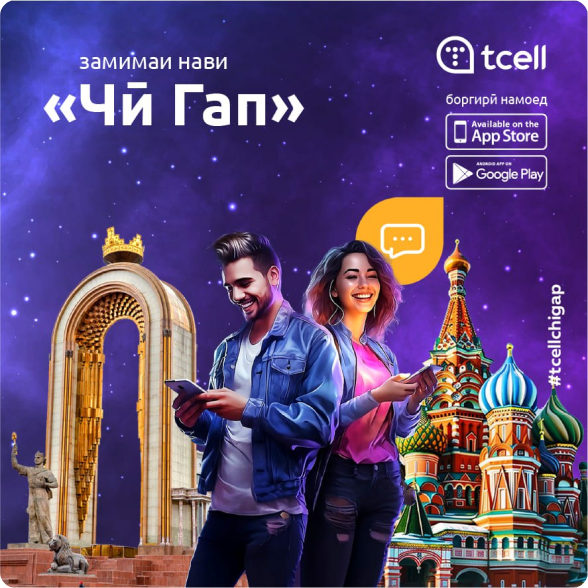 замимаи нави
«Чӣ Гап»
tcell
боргирӣ намоед
Available on the
App Store
ANDROID APP ON
Google Play
#tcellchigap